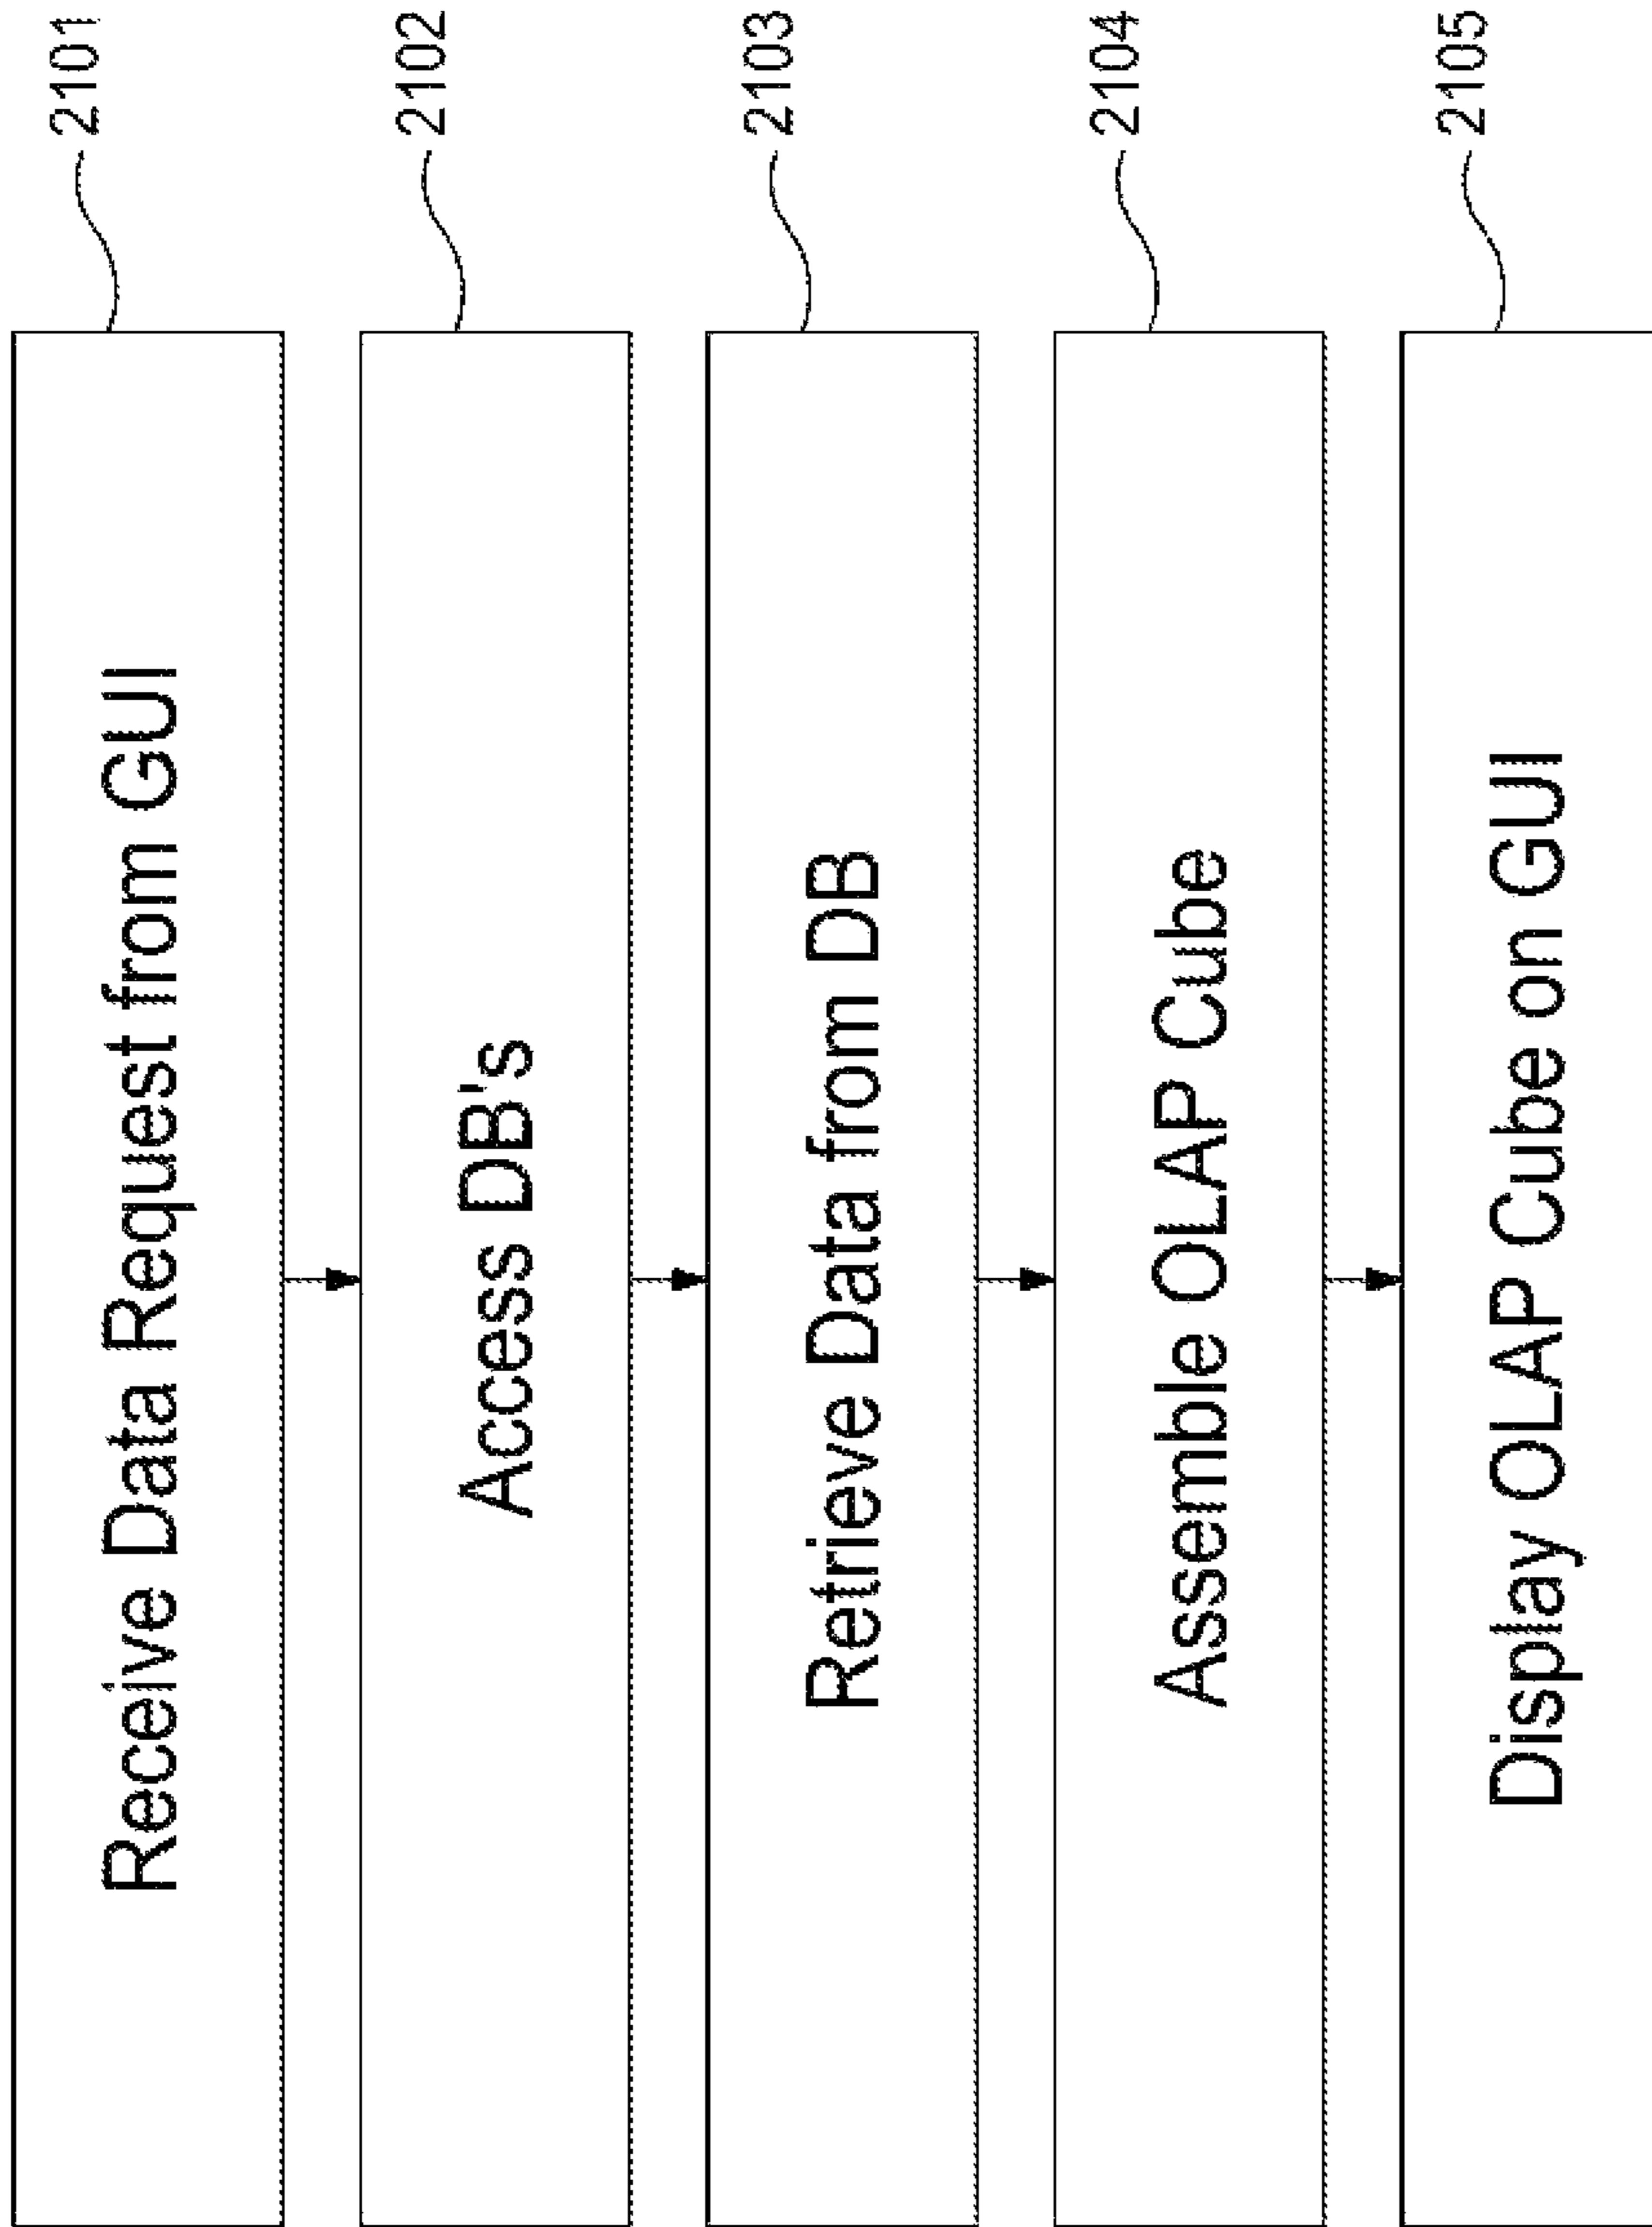 Receive Data Request from GUI
2101
Access DB's
2102
Retrieve Data from DB
2103
Assemble OLAP Cube
2104
Display OLAP Cube on GUI
2105